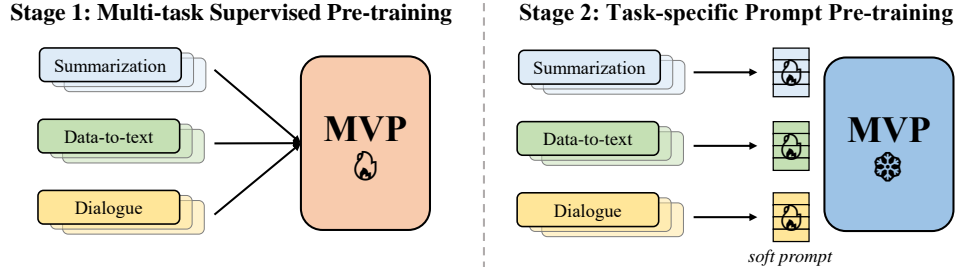 Stage 1: Multi-task Supervised Pre-training
Summarization
Data-to-text
Dialogue
MVP
Stage 2: Task-specific Prompt Pre-training
Summarization
Data-to-text
Dialogue
soft prompt
MVP